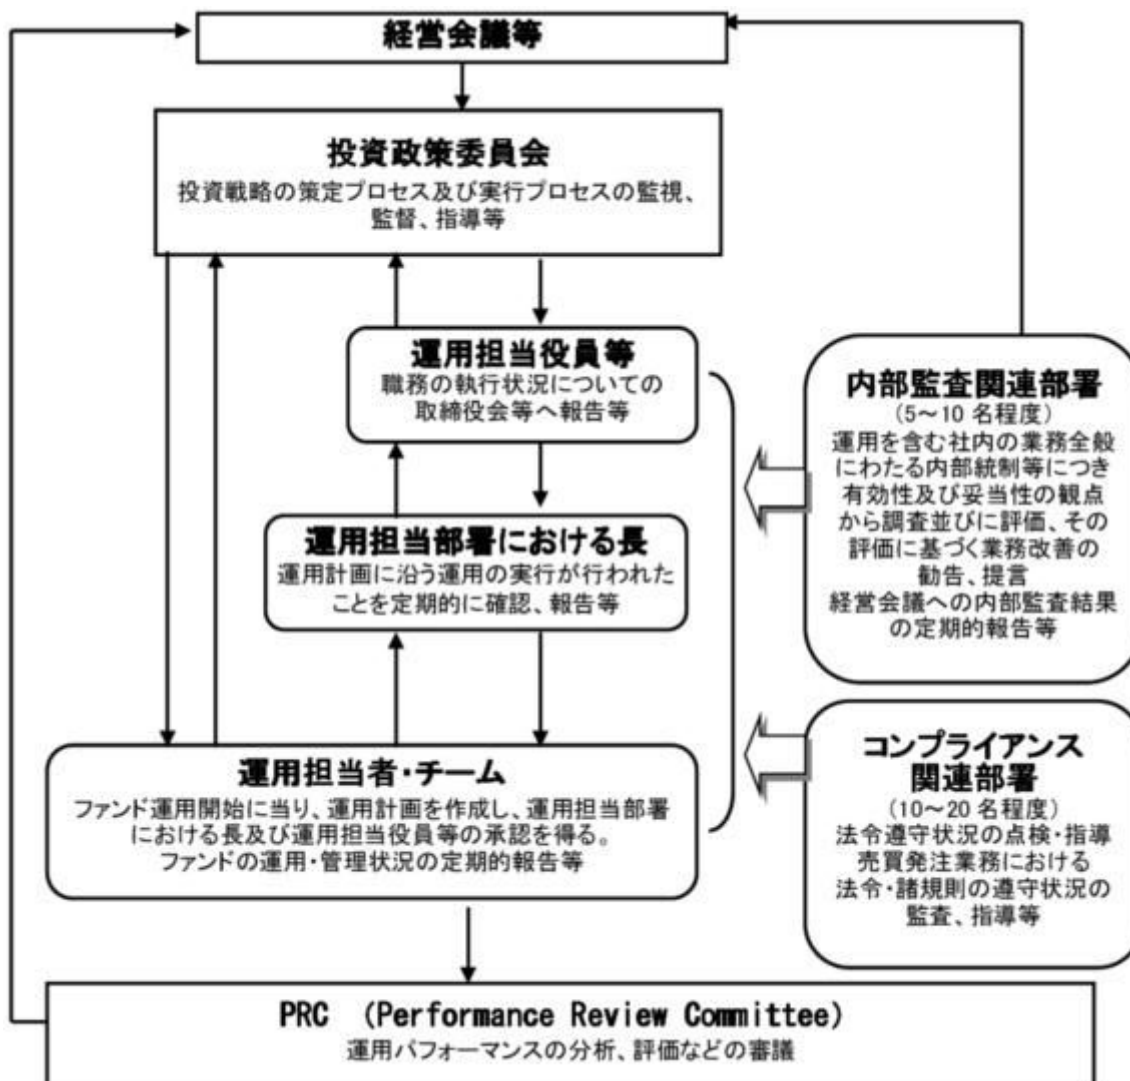 経営会議等
投資政策委員会
投資戦略の策定プロセス及び実行プロセスの監視、
監督、指導等
運用担当役員等
職務の執行状況についての
取締役会等へ報告等
運用担当部署における長
運用計画に沿う運用の実行が行われた
ことを定期的に確認、報告等
運用担当者・チーム
ファンド運用開始に当り、運用計画を作成し、運用担当部署
における長及び運用担当役員等の承認を得る。
ファンドの運用・管理状況の定期的報告等
内部監査関連部署
(5～10 名程度)
運用を含む社内の業務全般
にわたる内部統制等につき
有効性及び妥当性の観点
から調査並びに評価、その
評価に基づく業務改善の
勧告、提言
経営会議への内部監査結果
の定期的報告等
コンプライアンス
関連部署
(10～20 名程度)
法令遵守状況の点検・指導
売買発注業務における
法令・諸規則の遵守状況の
監査、指導等
PRC (Performance Review Committee)
運用パフォーマンスの分析、評価などの審議